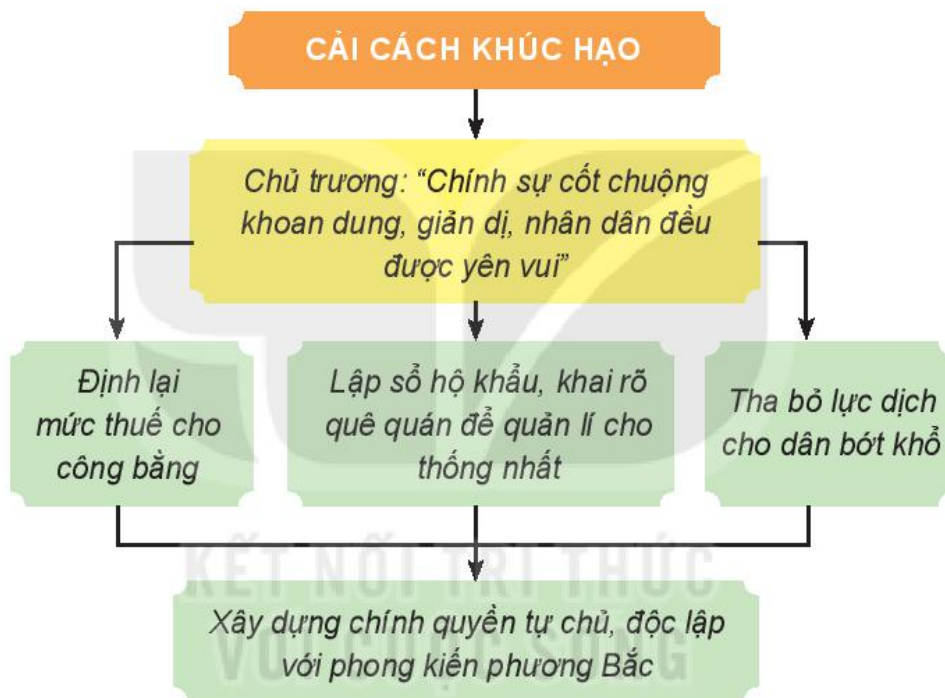 CẢI CÁCH KHÚC HẠO
Chủ trương: “Chính sự cốt chuộng
khoan dung, giản dị, nhân dân đều
được yên vui”
Định lại
mức thuế cho
công bằng
Lập sổ hộ khẩu, khai rõ
quê quán để quản lí cho
thống nhất
Tha bỏ lực dịch
cho dân bớt khổ
KẾT NỐI TRI THỨC
VỚI CUỘC SỐNG
Xây dựng chính quyền tự chủ, độc lập
với phong kiến phương Bắc